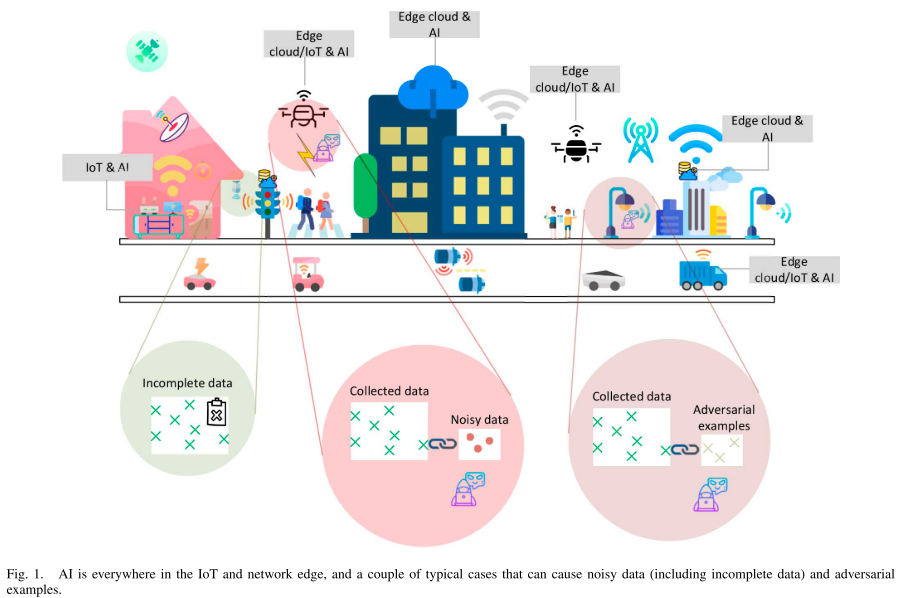 Edge cloud &
AI
Edge
cloud/IoT & AI
Edge
cloud/IoT & AI
Edge cloud &
AI
IoT & AI
Edge
cloud/IoT & AI
Incomplete data
Collected data
Noisy data
Collected data
Adversarial
examples
Fig. 1. AI is everywhere in the IoT and network edge, and a couple of typical cases that can cause noisy data (including incomplete data) and adversarial
examples.